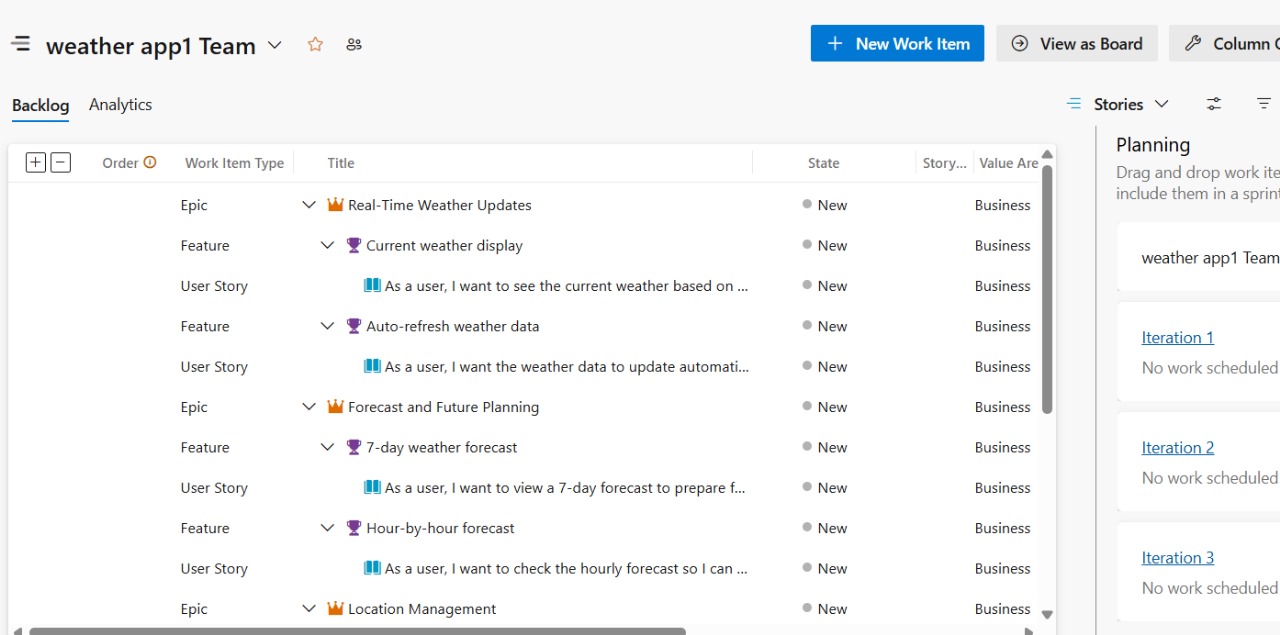 weather app1 Team
New Work Item
View as Board
Column
Backlog
Analytics
Stories
Order
Work Item Type
Title
State
Story...
Value Are
Epic Real-Time Weather Updates New Business
Feature Current weather display New Business
User Story As a user, I want to see the current weather based on ... New Business
Feature Auto-refresh weather data New Business
User Story As a user, I want the weather data to update automati... New Business
Epic Forecast and Future Planning New Business
Feature 7-day weather forecast New Business
User Story As a user, I want to view a 7-day forecast to prepare f... New Business
Feature Hour-by-hour forecast New Business
User Story As a user, I want to check the hourly forecast so I can ... New Business
Epic Location Management New Business
Planning
Drag and drop work ite
include them in a sprint
weather app1 Team
Iteration 1
No work scheduled
Iteration 2
No work scheduled
Iteration 3
No work scheduled